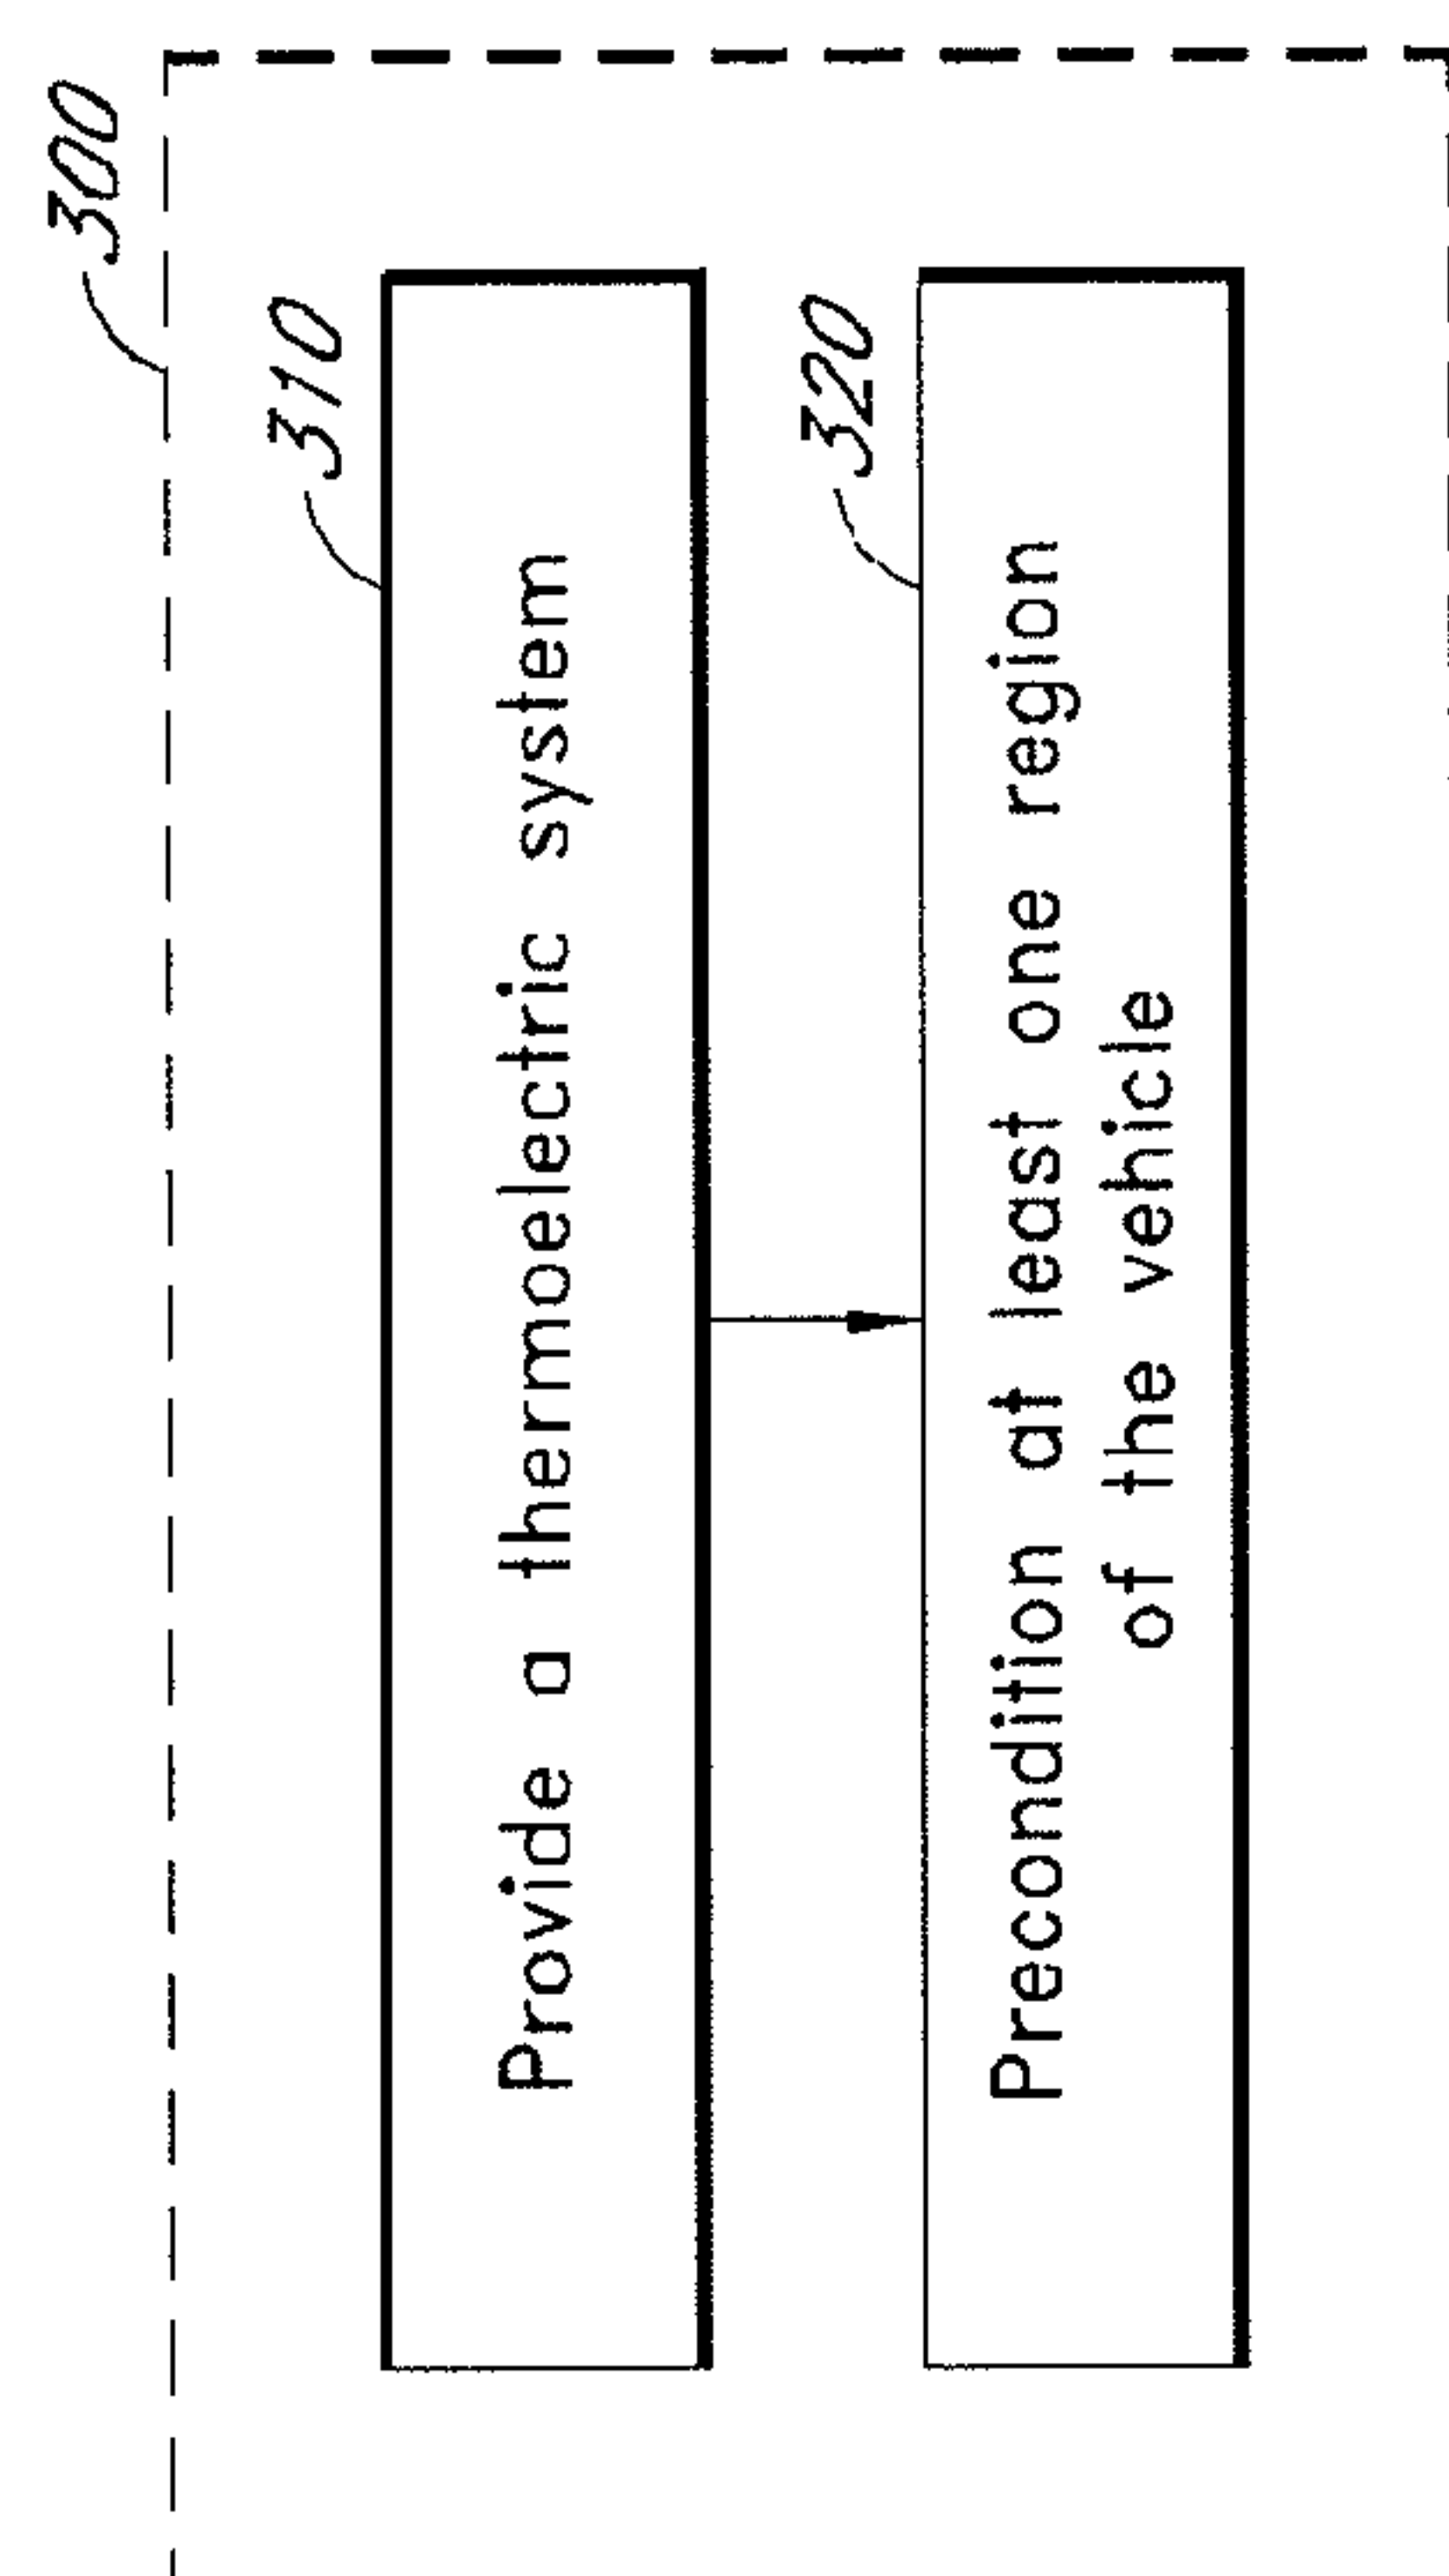 300
310
Provide a thermoelectric system
320
Precondition at least one region
of the vehicle